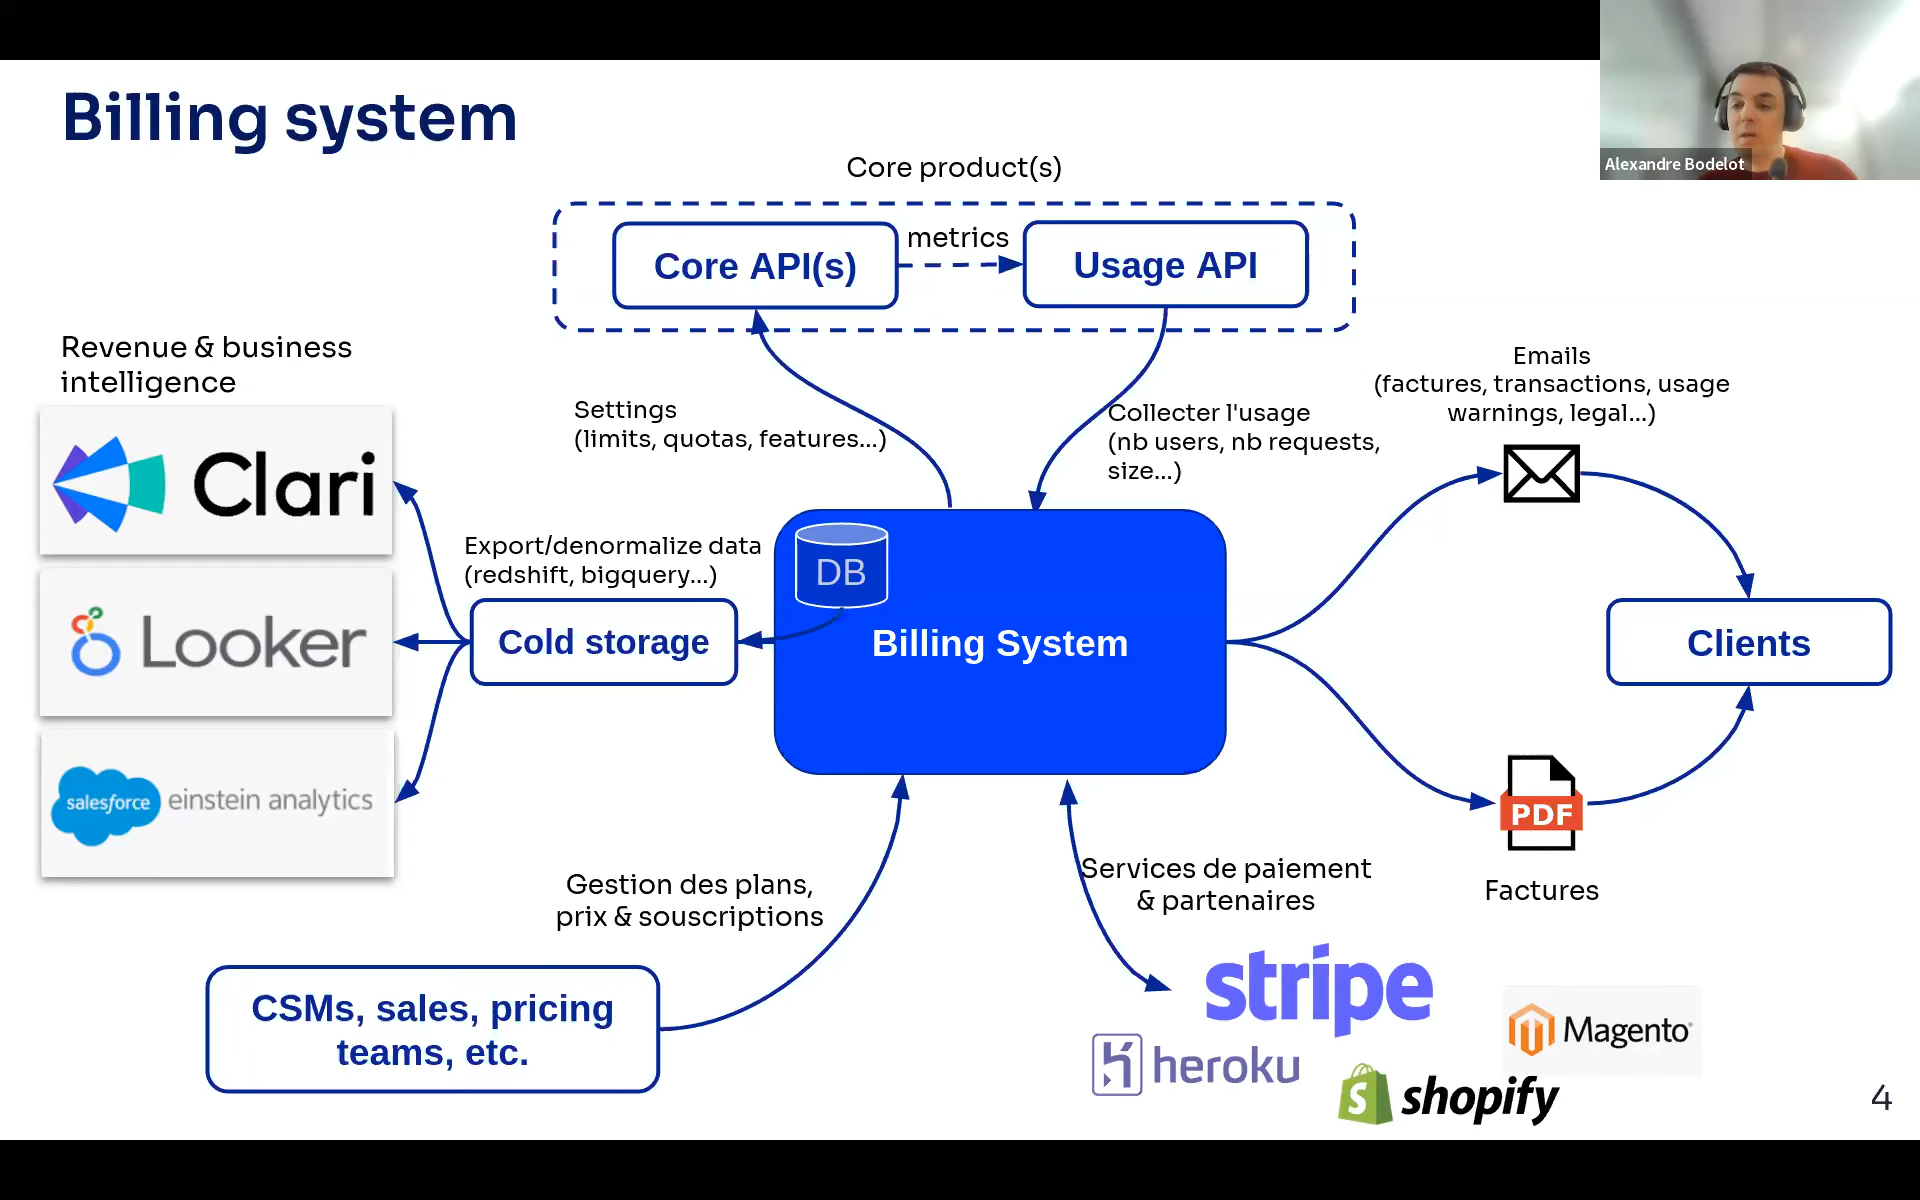 Billing system
Alexandre Bodelot
Core product(s)
Core API(s)
metrics
Usage API
Revenue & business
intelligence
Clari
Looker
salesforce einstein analytics
Settings
(limits, quotas, features...)
Collecter l'usage
(nb users, nb requests,
size...)
Emails
(factures, transactions, usage
warnings, legal...)
Export/denormalize data
(redshift, bigquery...)
Cold storage
DB
Billing System
Clients
PDF
Factures
Gestion des plans,
prix & souscriptions
CSMs, sales, pricing
teams, etc.
Services de paiement
& partenaires
stripe
heroku
shopify
Magento
4